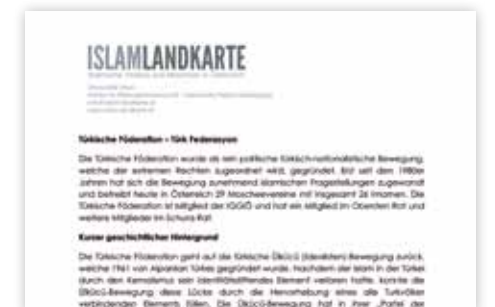 ISLAMLANDKARTE
Türkische Föderation – Türk Federasyon
Die Türkische Föderation wurde als rein politische türkisch-nationalistische Bewegung,
welche der extremen Rechten zugeordnet wird, gegründet. Erst seit den 1980er
Jahren hat sich die Bewegung zunehmend islamischen Fragestellungen zugewandt
und betreibt heute in Österreich 29 Moscheevereine mit insgesamt 26 Imamen. Die
Türkische Föderation ist Mitglied der IGGÖ und hat ein Mitglied im Obersten Rat und
weitere Mitglieder im Schura Rat.
Kurzer geschichtlicher Hintergrund
Die Türkische Föderation geht auf die türkische Ülkücü (Idealisten) Bewegung zurück,
welche 1961 von Alparslan Türkes gegründet wurde. Nachdem der Islam in der Türkei
durch den Kemalismus sein identitätsstiftendes Element verloren hatte, konnte die
Ülkücü-Bewegung diese Lücke durch die Hervorhebung eines alle Turkvölker
verbindenden Elements füllen. Die Ülkücü-Bewegung hat in ihrer „Partei der